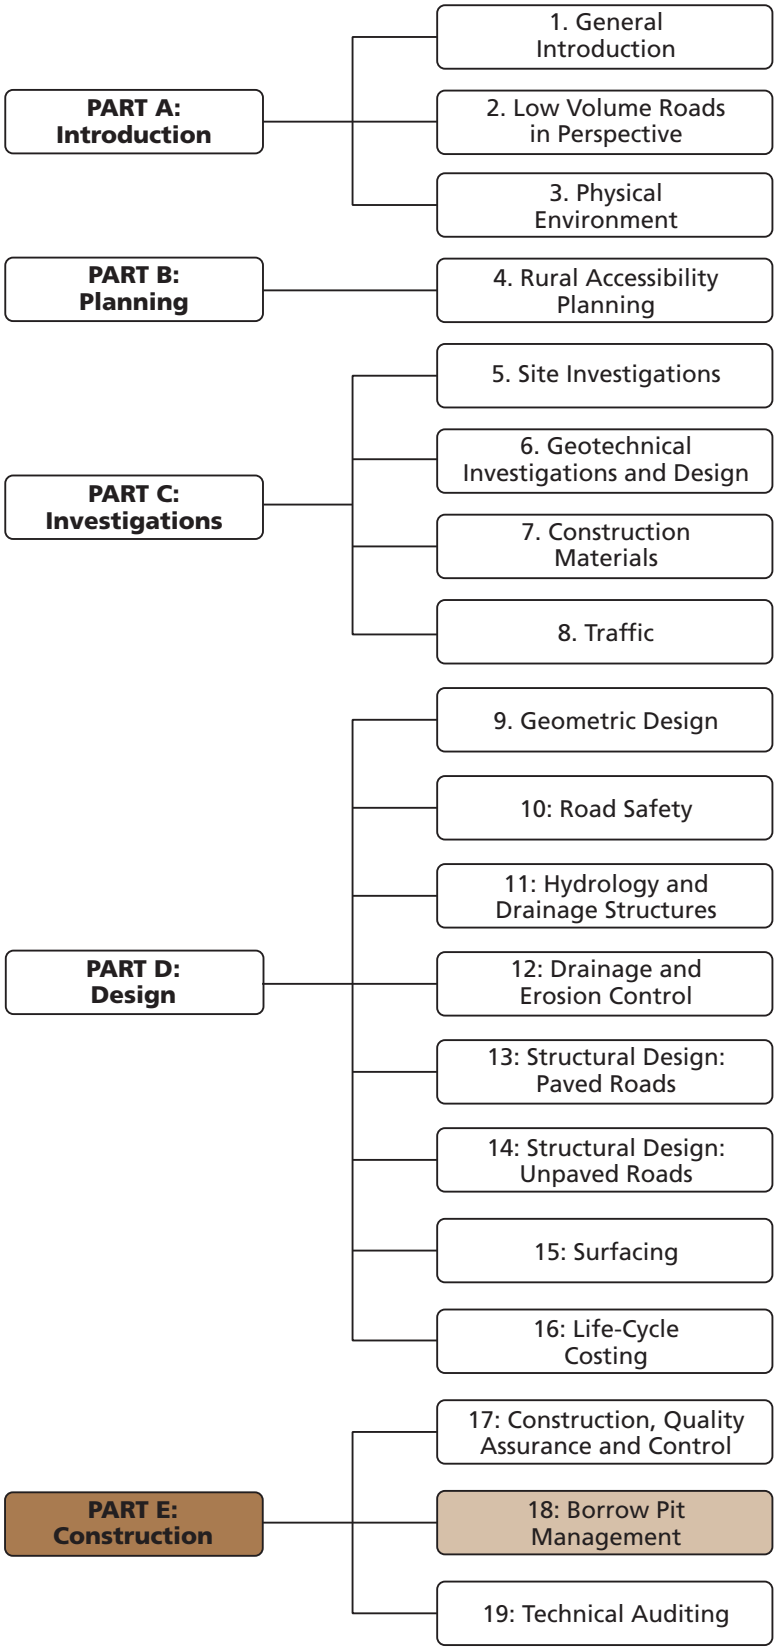 1. General
Introduction
PART A:
Introduction
2. Low Volume Roads
in Perspective
3. Physical
Environment
PART B:
Planning
4. Rural Accessibility
Planning
5. Site Investigations
6. Geotechnical
Investigations and Design
PART C:
Investigations
7. Construction
Materials
8. Traffic
9. Geometric Design
10: Road Safety
11: Hydrology and
Drainage Structures
PART D:
Design
12: Drainage and
Erosion Control
13: Structural Design:
Paved Roads
14: Structural Design:
Unpaved Roads
15: Surfacing
16: Life-Cycle
Costing
17: Construction, Quality
Assurance and Control
PART E:
Construction
18: Borrow Pit
Management
19: Technical Auditing